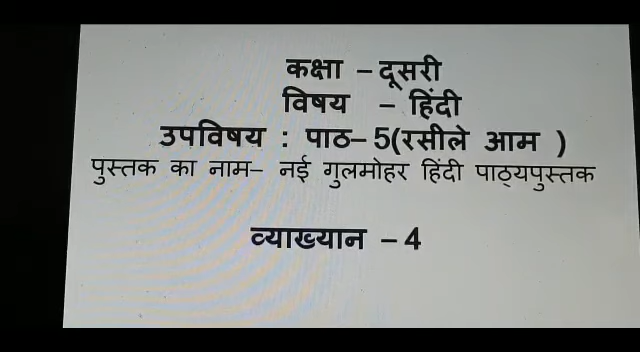 कक्षा – दूसरी
विषय – हिंदी
उपविषय : पाठ– 5(रसीले आम )
पुस्तक का नाम– नई गुलमोहर हिंदी पाठ्यपुस्तक
व्याख्यान – 4